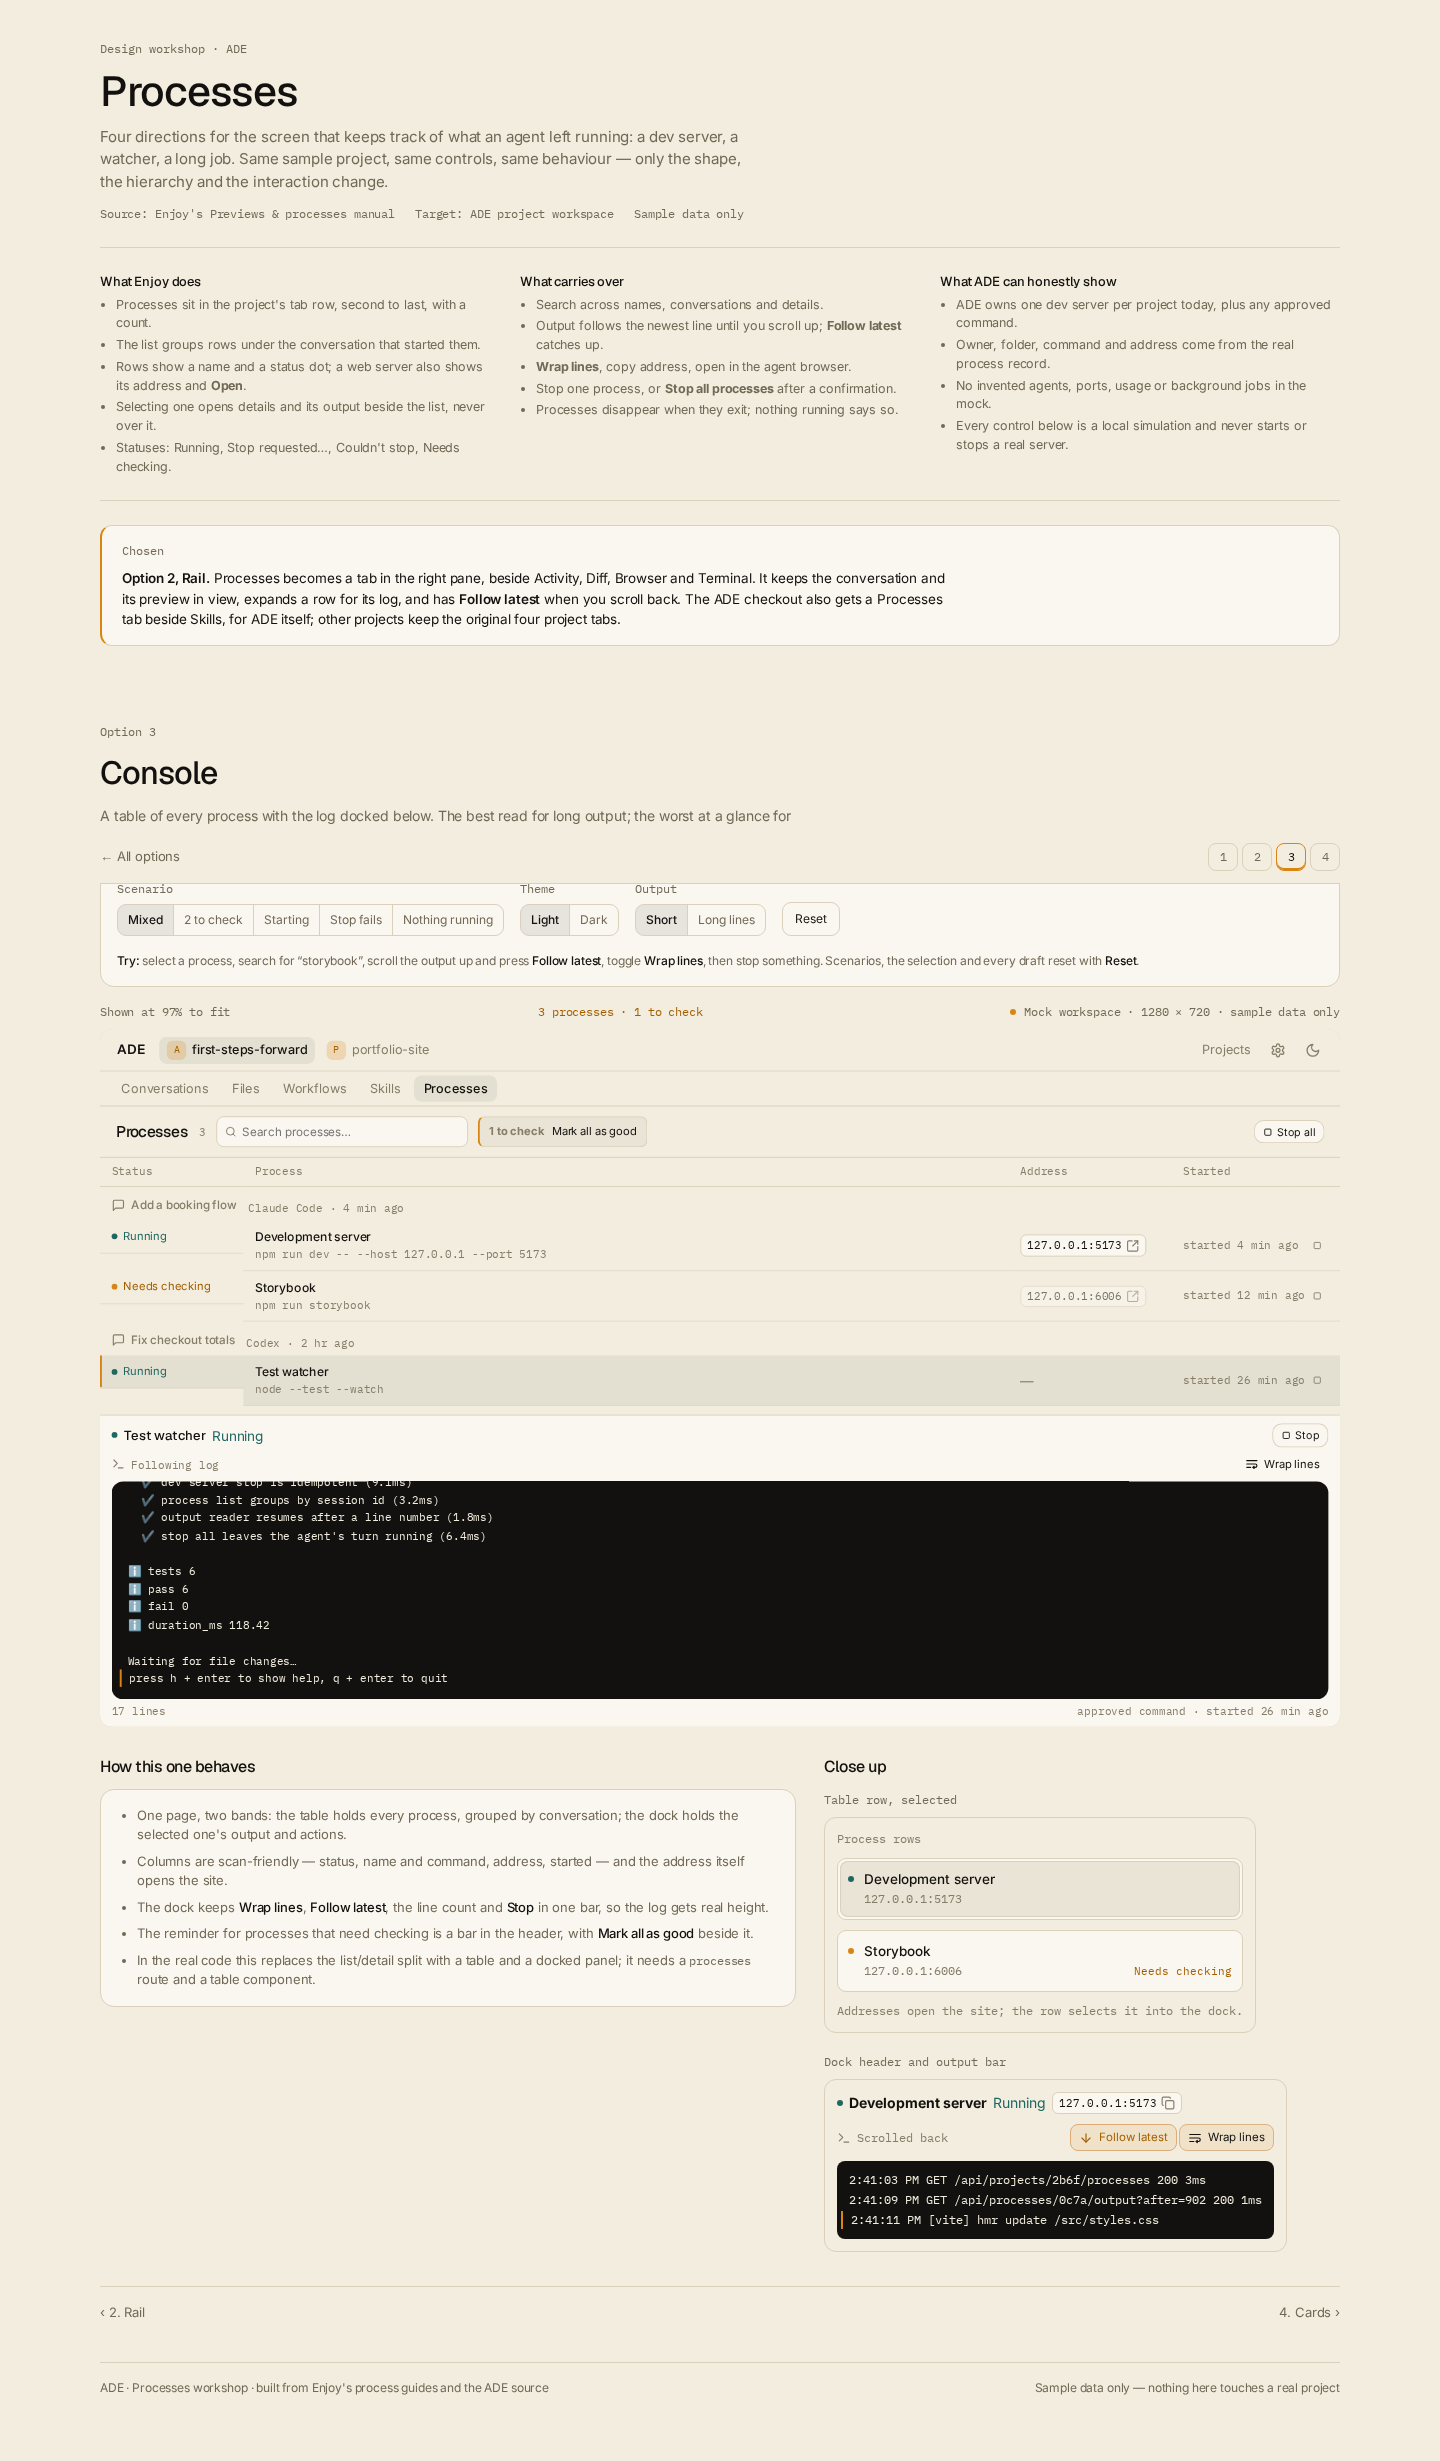 Design workshop · ADE
Processes
Four directions for the screen that keeps track of what an agent left running: a dev server, a
watcher, a long job. Same sample project, same controls, same behaviour — only the shape,
the hierarchy and the interaction change.
Source: Enjoy's Previews & processes manual   Target: ADE project workspace   Sample data only
What Enjoy does
• Processes sit in the project's tab row, second to last, with a
count.
• The list groups rows under the conversation that started them.
• Rows show a name and a status dot; a web server also shows
its address and Open.
• Selecting one opens details and its output beside the list, never
over it.
• Statuses: Running, Stop requested…, Couldn't stop, Needs
checking.
What carries over
• Search across names, conversations and details.
• Output follows the newest line until you scroll up; Follow latest
catches up.
• Wrap lines, copy address, open in the agent browser.
• Stop one process, or Stop all processes after a confirmation.
• Processes disappear when they exit; nothing running says so.
What ADE can honestly show
• ADE owns one dev server per project today, plus any approved
command.
• Owner, folder, command and address come from the real
process record.
• No invented agents, ports, usage or background jobs in the
mock.
• Every control below is a local simulation and never starts or
stops a real server.
Chosen
Option 2, Rail. Processes becomes a tab in the right pane, beside Activity, Diff, Browser and Terminal. It keeps the conversation and
its preview in view, expands a row for its log, and has Follow latest when you scroll back. The ADE checkout also gets a Processes
tab beside Skills, for ADE itself; other projects keep the original four project tabs.
Option 3
Console
A table of every process with the log docked below. The best read for long output; the worst at a glance for
← All options   1   2   3   4
Scenario   Theme   Output
Mixed   2 to check   Starting   Stop fails   Nothing running   Light   Dark   Short   Long lines   Reset
Try: select a process, search for “storybook”, scroll the output up and press Follow latest, toggle Wrap lines, then stop something. Scenarios, the selection and every draft reset with Reset.
Shown at 97% to fit   3 processes · 1 to check   Mock workspace · 1280 × 720 · sample data only
ADE   A first-steps-forward   P portfolio-site   Projects
Conversations   Files   Workflows   Skills   Processes
Processes 3   Search processes…   1 to check   Mark all as good   Stop all
Status   Process   Address   Started
Add a booking flow   Claude Code · 4 min ago
Running   Development server   127.0.0.1:5173   started 4 min ago
npm run dev -- --host 127.0.0.1 --port 5173
Needs checking   Storybook   127.0.0.1:6006   started 12 min ago
npm run storybook
Fix checkout totals   Codex · 2 hr ago
Running   Test watcher   —   started 26 min ago
node --test --watch
Test watcher Running   Stop
Following log   Wrap lines
✔ dev server stop is idempotent (9.1ms)
✔ process list groups by session id (3.2ms)
✔ output reader resumes after a line number (1.8ms)
✔ stop all leaves the agent's turn running (6.4ms)
ℹ tests 6
ℹ pass 6
ℹ fail 0
ℹ duration_ms 118.42
Waiting for file changes…
press h + enter to show help, q + enter to quit
17 lines   approved command · started 26 min ago
How this one behaves
• One page, two bands: the table holds every process, grouped by conversation; the dock holds the
selected one's output and actions.
• Columns are scan-friendly — status, name and command, address, started — and the address itself
opens the site.
• The dock keeps Wrap lines, Follow latest, the line count and Stop in one bar, so the log gets real height.
• The reminder for processes that need checking is a bar in the header, with Mark all as good beside it.
• In the real code this replaces the list/detail split with a table and a docked panel; it needs a processes
route and a table component.
Close up
Table row, selected
Process rows
Development server
127.0.0.1:5173
Storybook
127.0.0.1:6006   Needs checking
Addresses open the site; the row selects it into the dock.
Dock header and output bar
Development server Running 127.0.0.1:5173
Scrolled back   Follow latest   Wrap lines
2:41:03 PM GET /api/projects/2b6f/processes 200 3ms
2:41:09 PM GET /api/processes/0c7a/output?after=902 200 1ms
2:41:11 PM [vite] hmr update /src/styles.css
‹ 2. Rail   4. Cards ›
ADE · Processes workshop · built from Enjoy's process guides and the ADE source   Sample data only — nothing here touches a real project